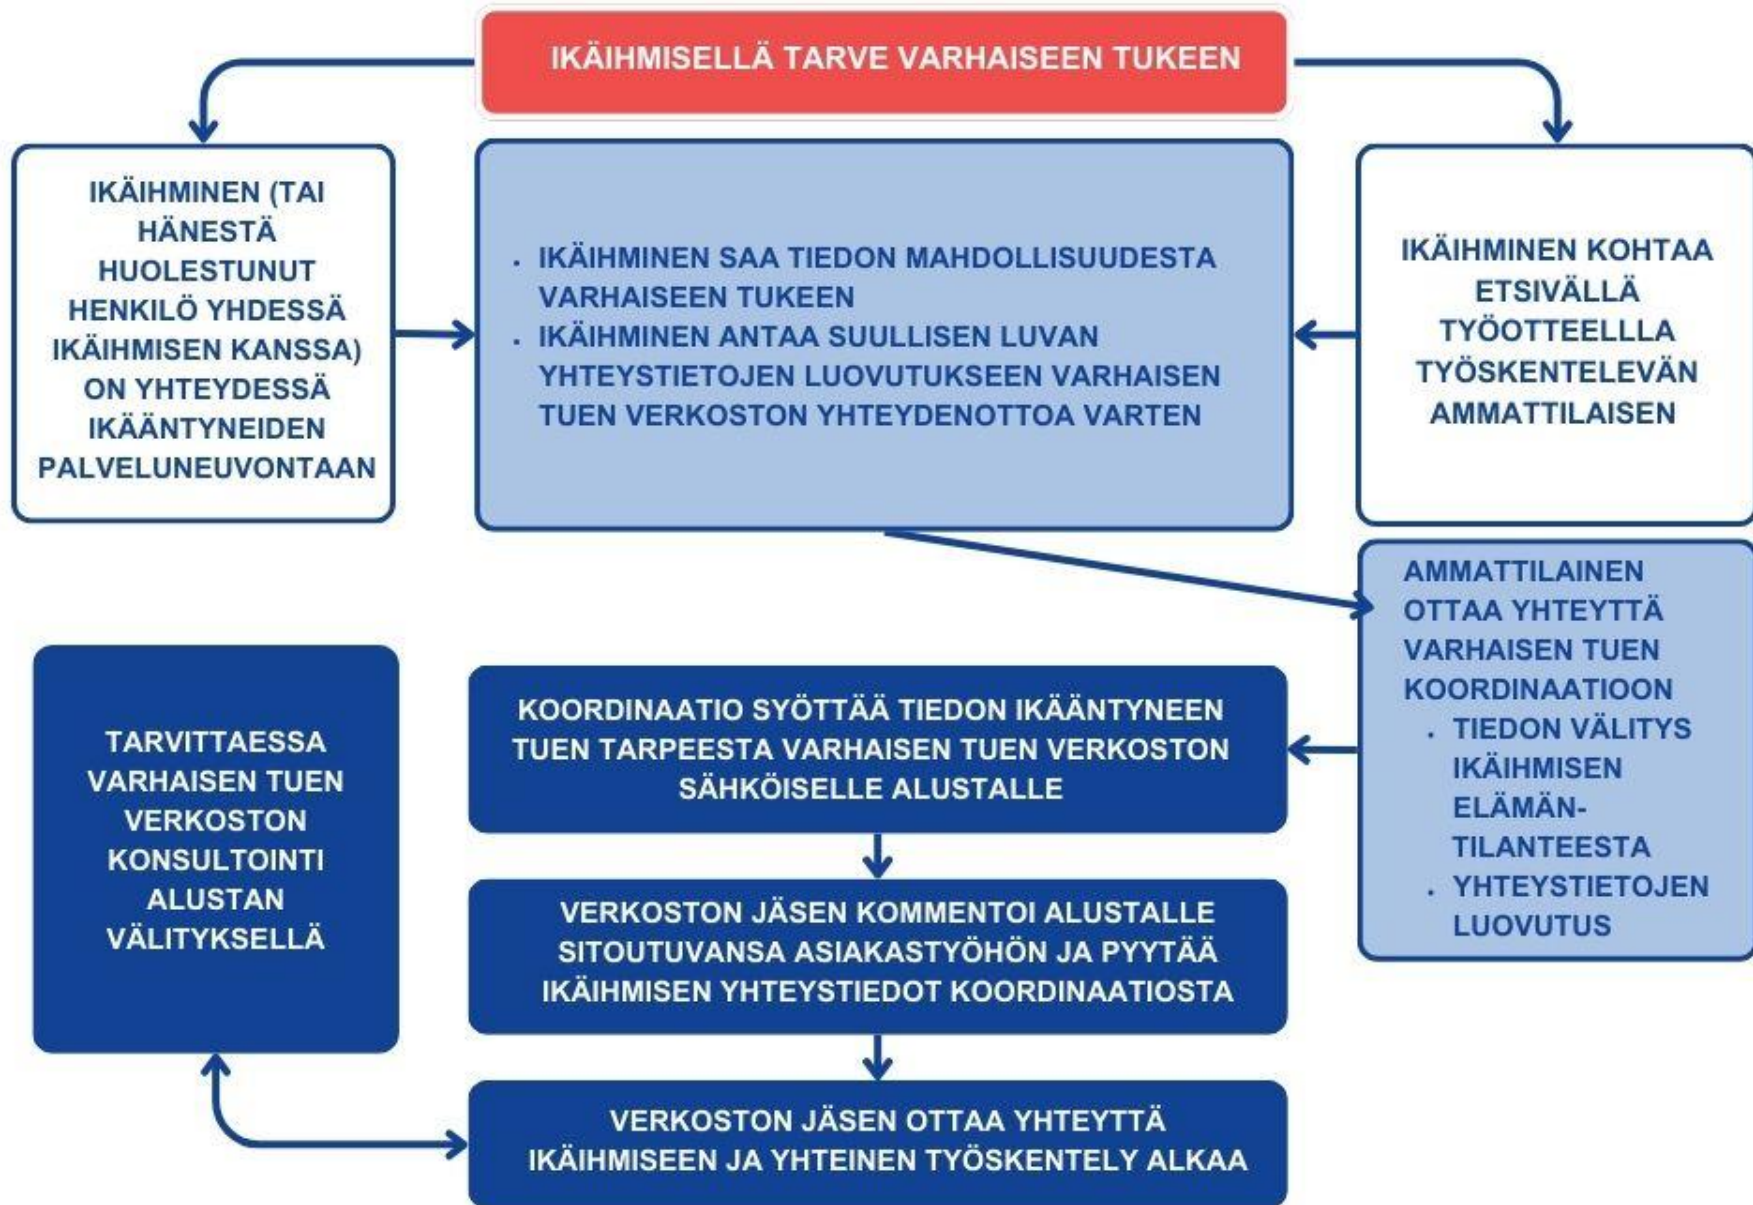 IKÄIHMISELLÄ TARVE VARHAISEEN TUKEEN
IKÄIHMINEN (TAI
HÄNESTÄ
HUOLESTUNUT
HENKILÖ YHDESSÄ
IKÄIHMISEN KANSSA)
ON YHTEYDESSÄ
IKÄÄNTYNEIDEN
PALVELUNEUVONTAAN
• IKÄIHMINEN SAA TIEDON MAHDOLLISUUDESTA
VARHAISEEN TUKEEN
• IKÄIHMINEN ANTAA SUULLISEN LUVAN
YHTEYSTIETOJEN LUOVUTUKSEEN VARHAISEN
TUEN VERKOSTON YHTEYDENOTTOA VARTEN
IKÄIHMINEN KOHTAA
ETSIVÄLLÄ
TYÖOTTEELLLA
TYÖSKENTELEVÄN
AMMATTILAISEN
AMMATTILAINEN
OTTAA YHTEYTTÄ
VARHAISEN TUEN
KOORDINAATIOON
• TIEDON VÄLITYS
IKÄIHMISEN
ELÄMÄN-
TILANTEESTA
• YHTEYSTIETOJEN
LUOVUTUS
KOORDINAATIO SYÖTTÄÄ TIEDON IKÄÄNTYNEEN
TUEN TARPEESTA VARHAISEN TUEN VERKOSTON
SÄHKÖISELLE ALUSTALLE
VERKOSTON JÄSEN KOMMENTOI ALUSTALLE
SITOUTUVANSA ASIAKASTYÖHÖN JA PYYTÄÄ
IKÄIHMISEN YHTEYSTIEDOT KOORDINAATIOSTA
VERKOSTON JÄSEN OTTAA YHTEYTTÄ
IKÄIHMISEEN JA YHTEINEN TYÖSKENTELY ALKAA
TARVITTAESSA
VARHAISEN TUEN
VERKOSTON
KONSULTOINTI
ALUSTAN
VÄLITYKSELLÄ